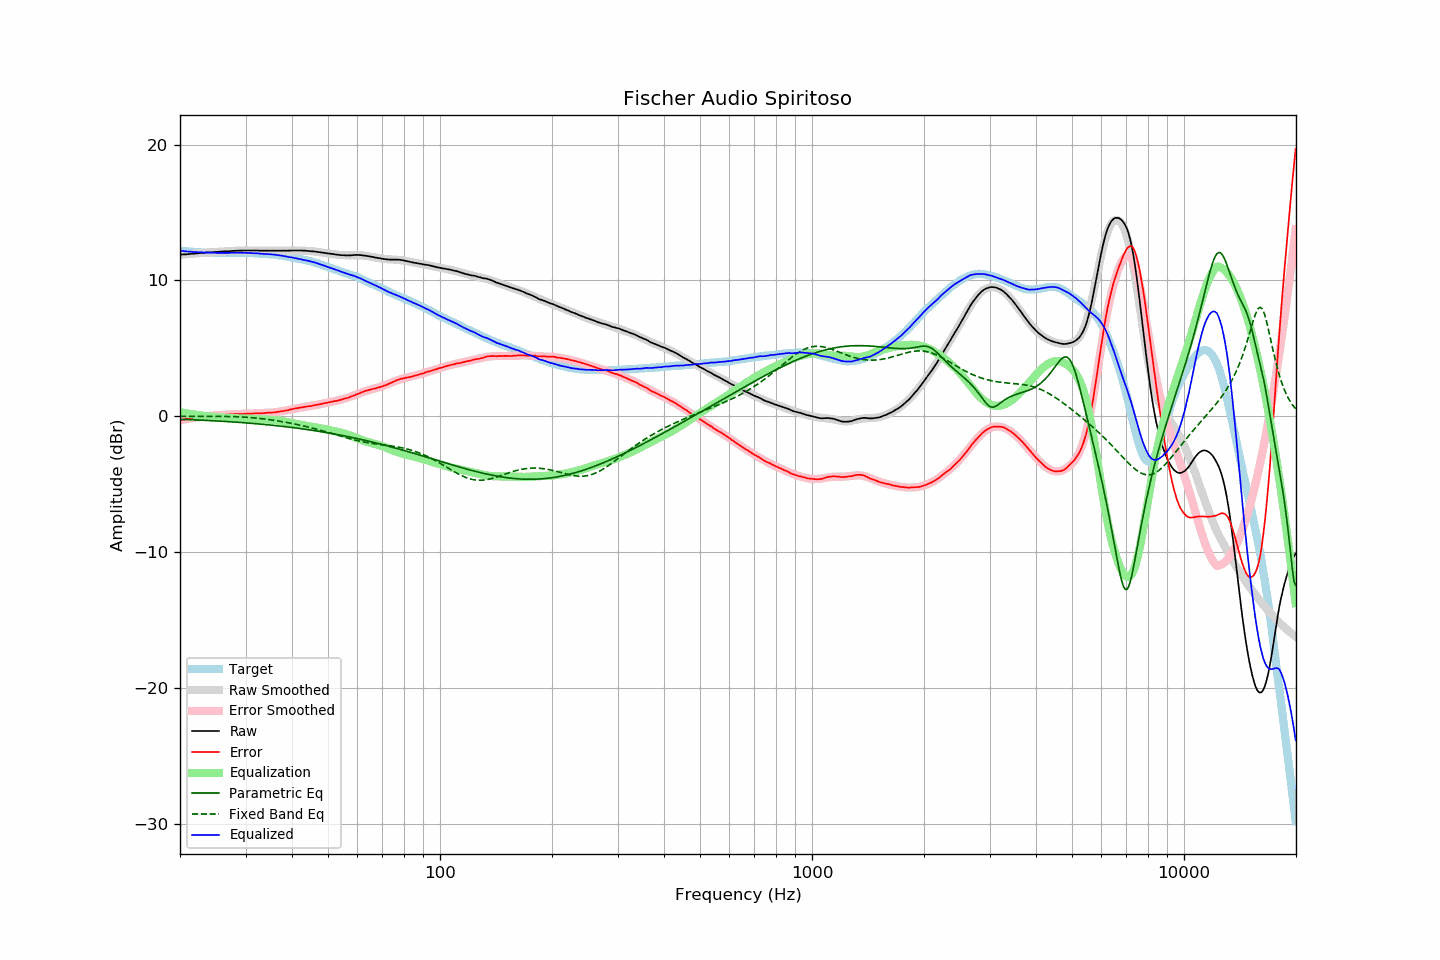 Fischer Audio Spiritoso
20
10
0
−10
−20
−30
Amplitude (dBr)
Target
Raw Smoothed
Error Smoothed
Raw
Error
Equalization
Parametric Eq
Fixed Band Eq
Equalized
100
1000
10000
Frequency (Hz)